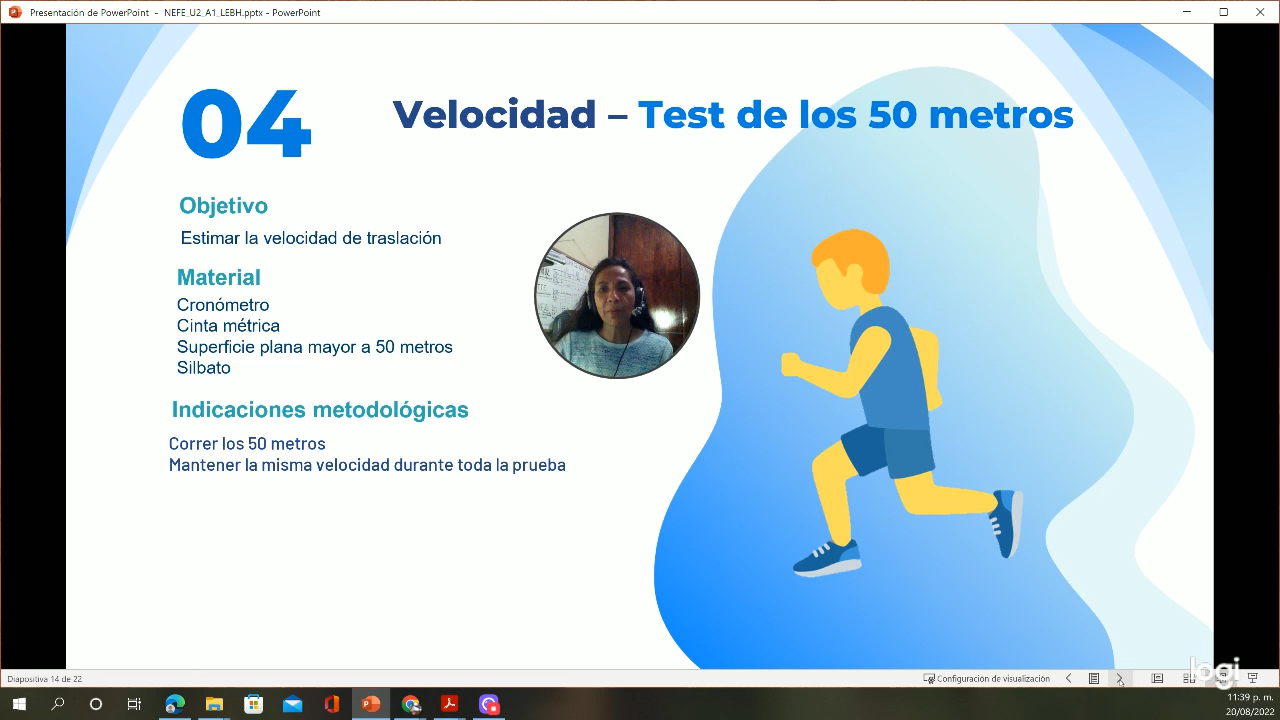 Presentación de PowerPoint - NEFE_U2_A1_LEBH.pptx - PowerPoint
04
Velocidad – Test de los 50 metros
Objetivo
Estimar la velocidad de traslación
Material
Cronómetro
Cinta métrica
Superficie plana mayor a 50 metros
Silbato
Indicaciones metodológicas
Correr los 50 metros
Mantener la misma velocidad durante toda la prueba
logi
Diapositiva 14 de 22
Configuración de visualización
11:39 p. m.
20/08/2022